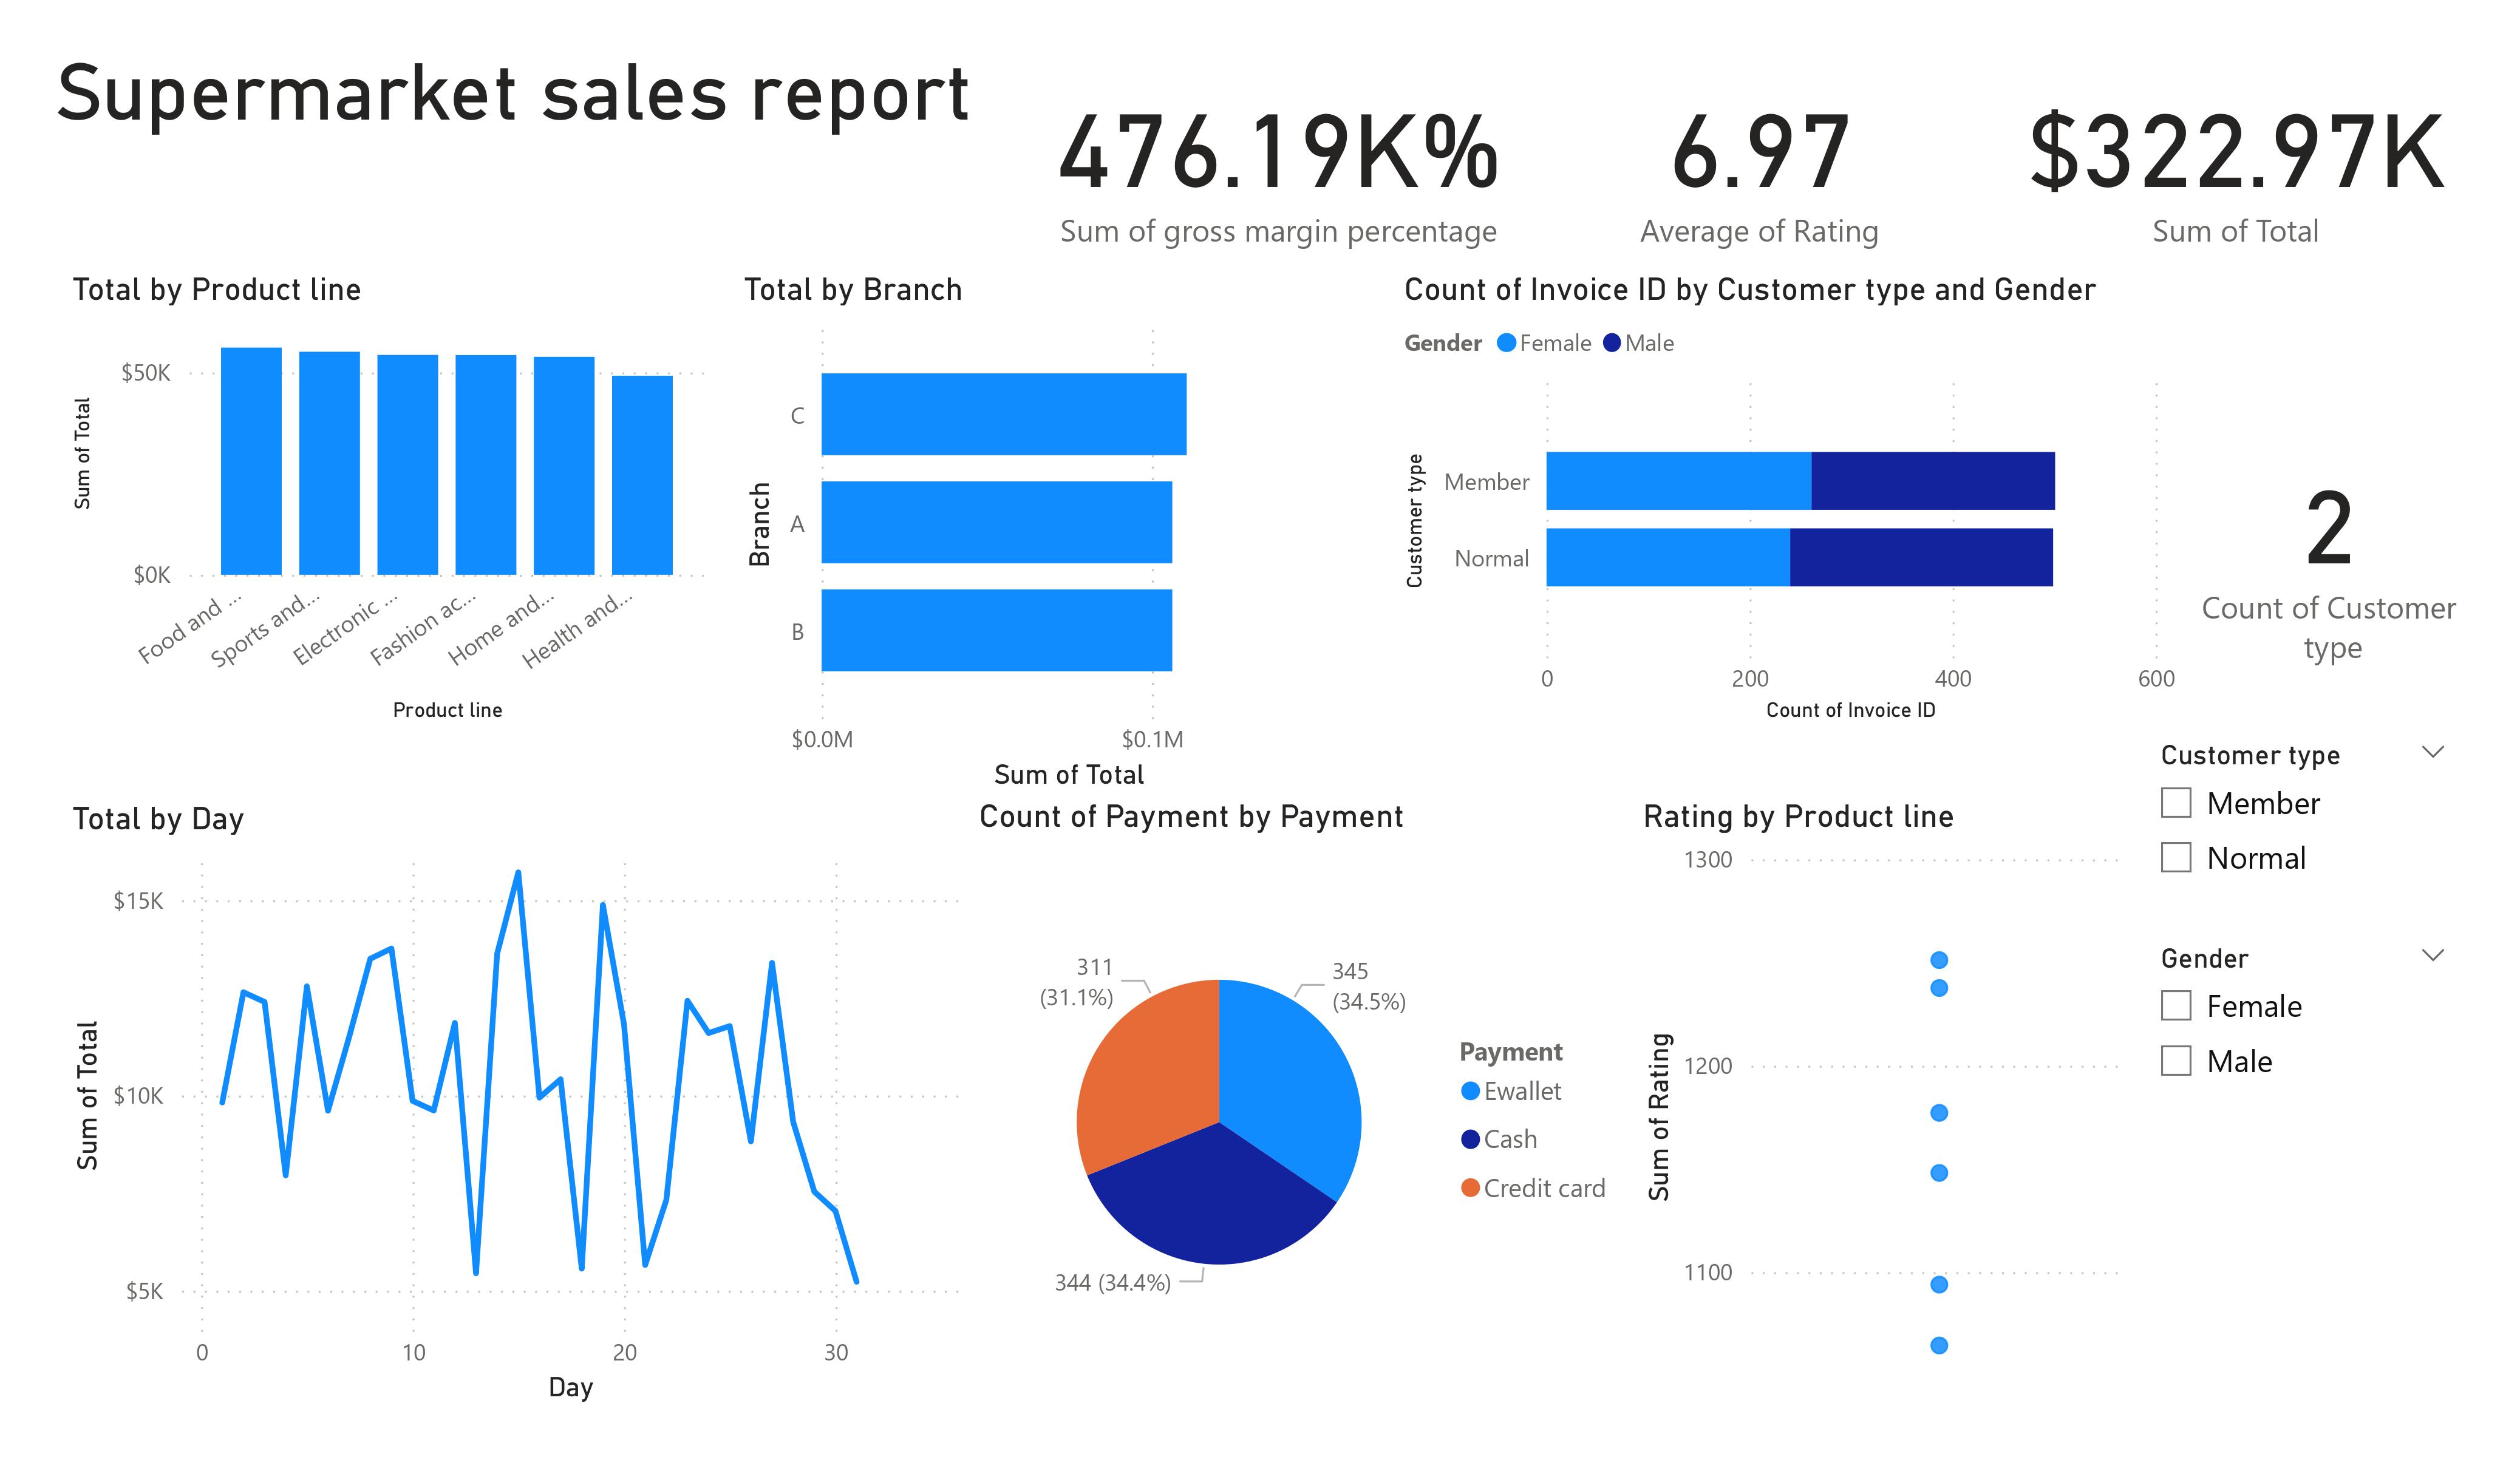 Supermarket sales report
476.19K%
Sum of gross margin percentage
6.97
Average of Rating
$322.97K
Sum of Total
Total by Product line
Sum of Total
$50K
$0K
Food and ...
Sports and...
Electronic ...
Fashion ac...
Home and...
Health and...
Product line
Total by Branch
Branch
C
A
B
$0.0M
$0.1M
Sum of Total
Count of Invoice ID by Customer type and Gender
Gender
Female
Male
Customer type
Member
Normal
0
200
400
600
Count of Invoice ID
2
Count of Customer
type
Total by Day
Sum of Total
$15K
$10K
$5K
0
10
20
30
Day
Count of Payment by Payment
311
(31.1%)
345
(34.5%)
344 (34.4%)
Payment
Ewallet
Cash
Credit card
Rating by Product line
Sum of Rating
1300
1200
1100
Customer type
Member
Normal
Gender
Female
Male